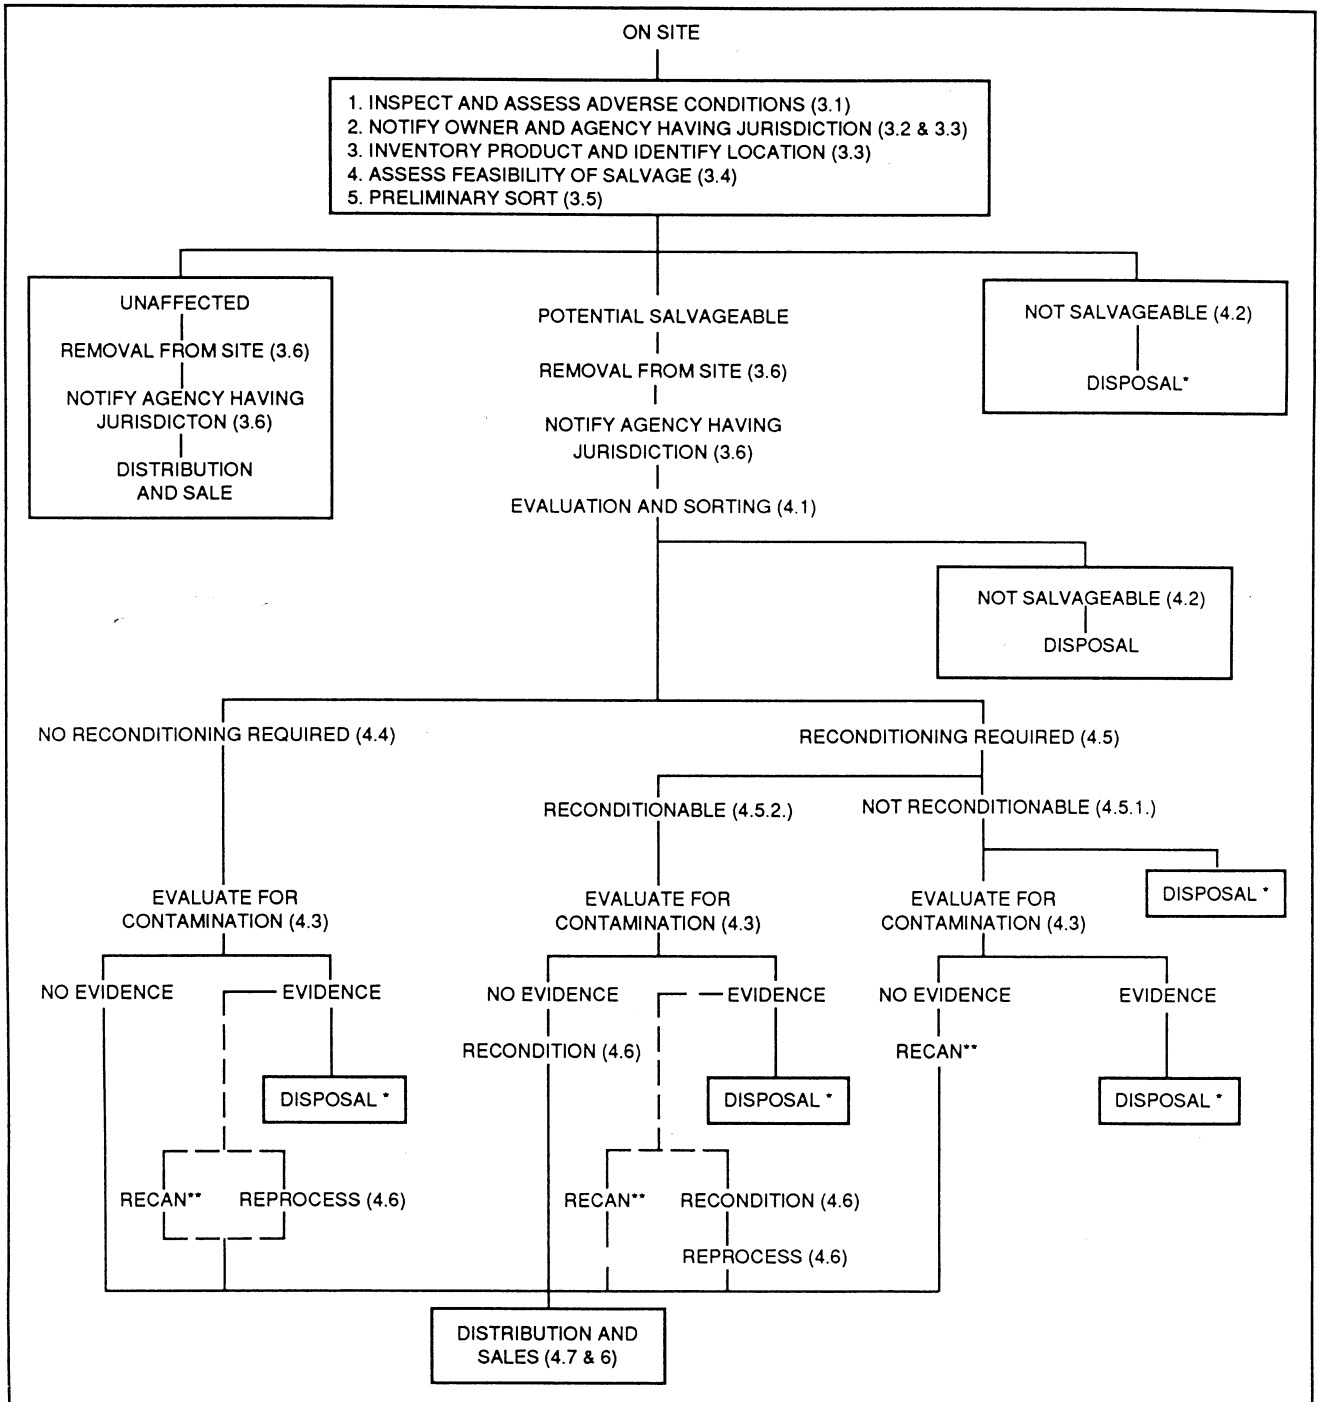 ON SITE
1. INSPECT AND ASSESS ADVERSE CONDITIONS (3.1)
2. NOTIFY OWNER AND AGENCY HAVING JURISDICTION (3.2 & 3.3)
3. INVENTORY PRODUCT AND IDENTIFY LOCATION (3.3)
4. ASSESS FEASIBILITY OF SALVAGE (3.4)
5. PRELIMINARY SORT (3.5)
UNAFFECTED
REMOVAL FROM SITE (3.6)
NOTIFY AGENCY HAVING
JURISDICTON (3.6)
DISTRIBUTION
AND SALE
POTENTIAL SALVAGEABLE
REMOVAL FROM SITE (3.6)
NOTIFY AGENCY HAVING
JURISDICTION (3.6)
EVALUATION AND SORTING (4.1)
NOT SALVAGEABLE (4.2)
DISPOSAL*
NOT SALVAGEABLE (4.2)
DISPOSAL
NO RECONDITIONING REQUIRED (4.4)
RECONDITIONING REQUIRED (4.5)
RECONDITIONABLE (4.5.2.)
NOT RECONDITIONABLE (4.5.1.)
DISPOSAL *
EVALUATE FOR
CONTAMINATION (4.3)
EVALUATE FOR
CONTAMINATION (4.3)
EVALUATE FOR
CONTAMINATION (4.3)
NO EVIDENCE
EVIDENCE
NO EVIDENCE
EVIDENCE
NO EVIDENCE
EVIDENCE
RECONDITION (4.6)
RECAN**
DISPOSAL *
DISPOSAL *
DISPOSAL *
RECAN**
REPROCESS (4.6)
RECAN**
RECONDITION (4.6)
REPROCESS (4.6)
DISTRIBUTION AND
SALES (4.7 & 6)